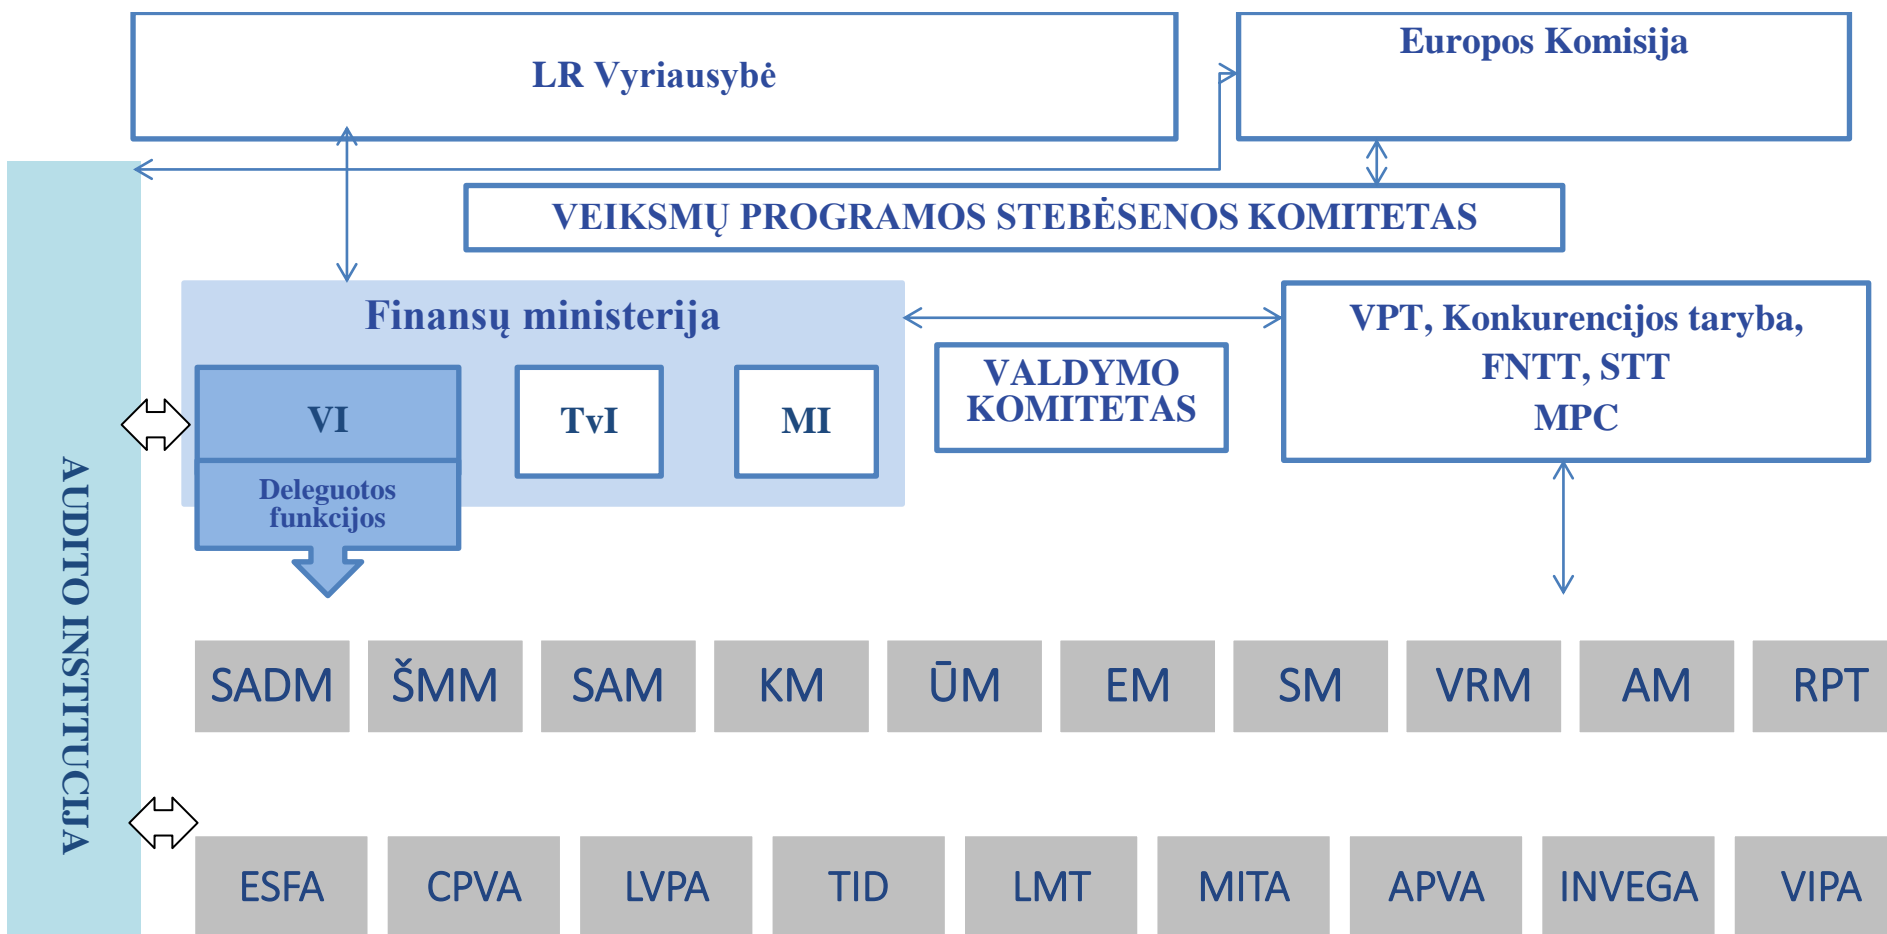 LR Vyriausybė
Europos Komisija
VEIKSMŲ PROGRAMOS STEBĖSENOS KOMITETAS
Finansų ministerija
VPT, Konkurencijos taryba,
FNTT, STT
MPC
VALDYMO
KOMITETAS
VI
TvI
MI
Deleguotos
funkcijos
AUDITO INSTITUCIJA
SADM
ŠMM
SAM
KM
ŪM
EM
SM
VRM
AM
RPT
ESFA
CPVA
LVPA
TID
LMT
MITA
APVA
INVEGA
VIPA